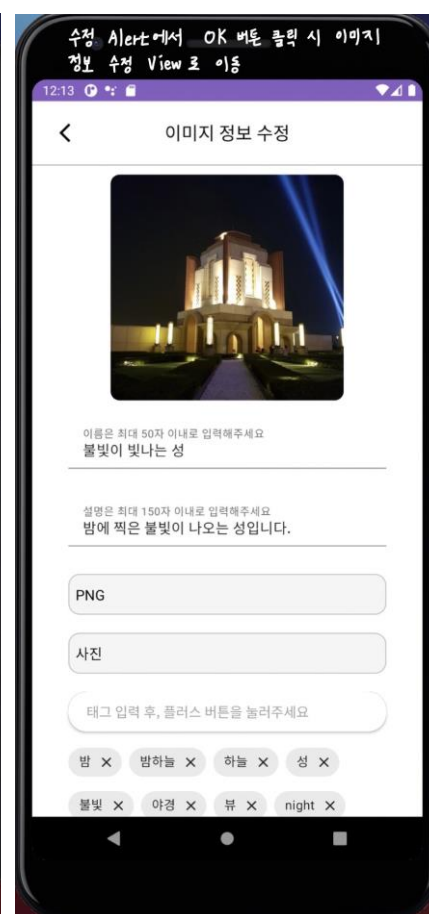 수정 Alert에서 OK 버튼 클릭 시 이미지
정보 수정 View로 이동
12:13
이미지 정보 수정
이름은 최대 50자 이내로 입력해주세요
불빛이 빛나는 성
설명은 최대 150자 이내로 입력해주세요
밤에 찍은 불빛이 나오는 성입니다.
PNG
사진
태그 입력 후, 플러스 버튼을 눌러주세요
밤 × 밤하늘 × 하늘 × 성 ×
불빛 × 야경 × 뷰 × night ×